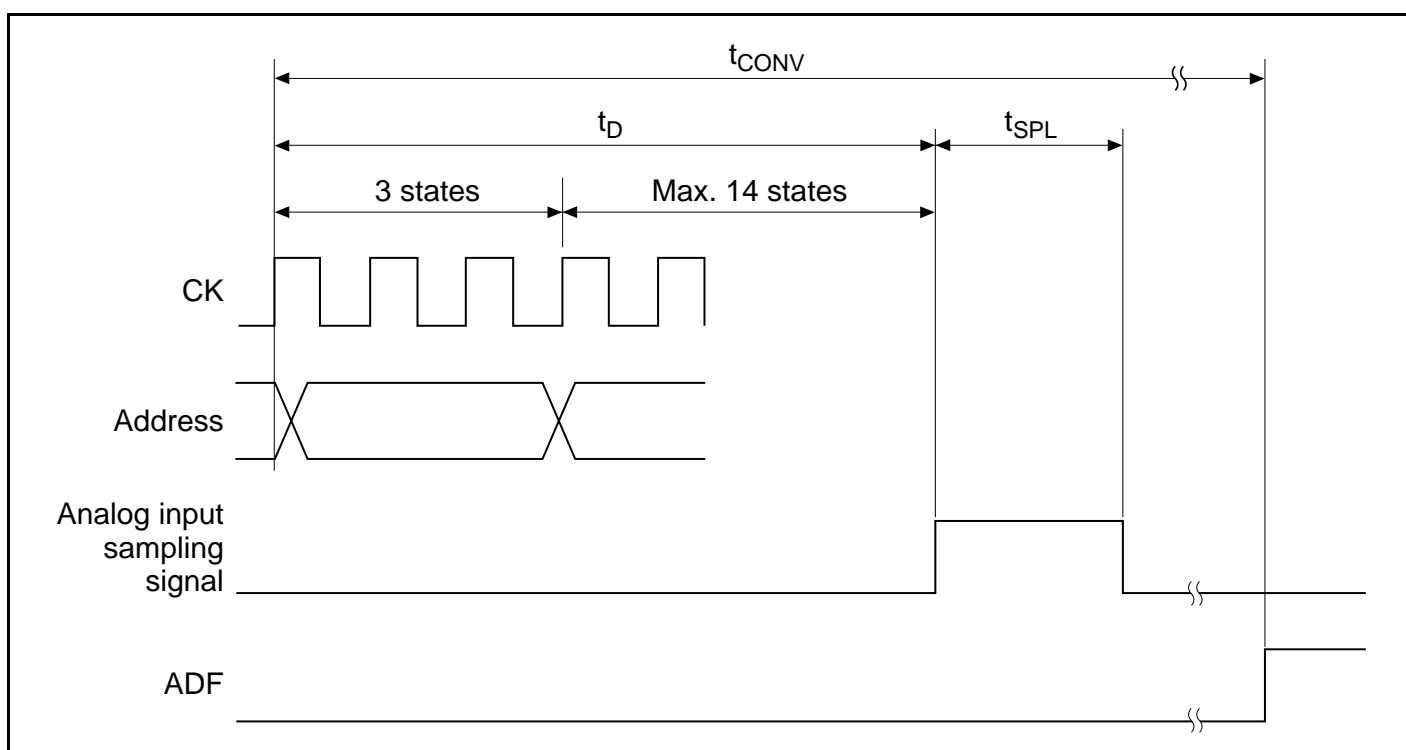 tCONV
tD
tSPL
3 states
Max. 14 states
CK
Address
Analog input
sampling
signal
ADF